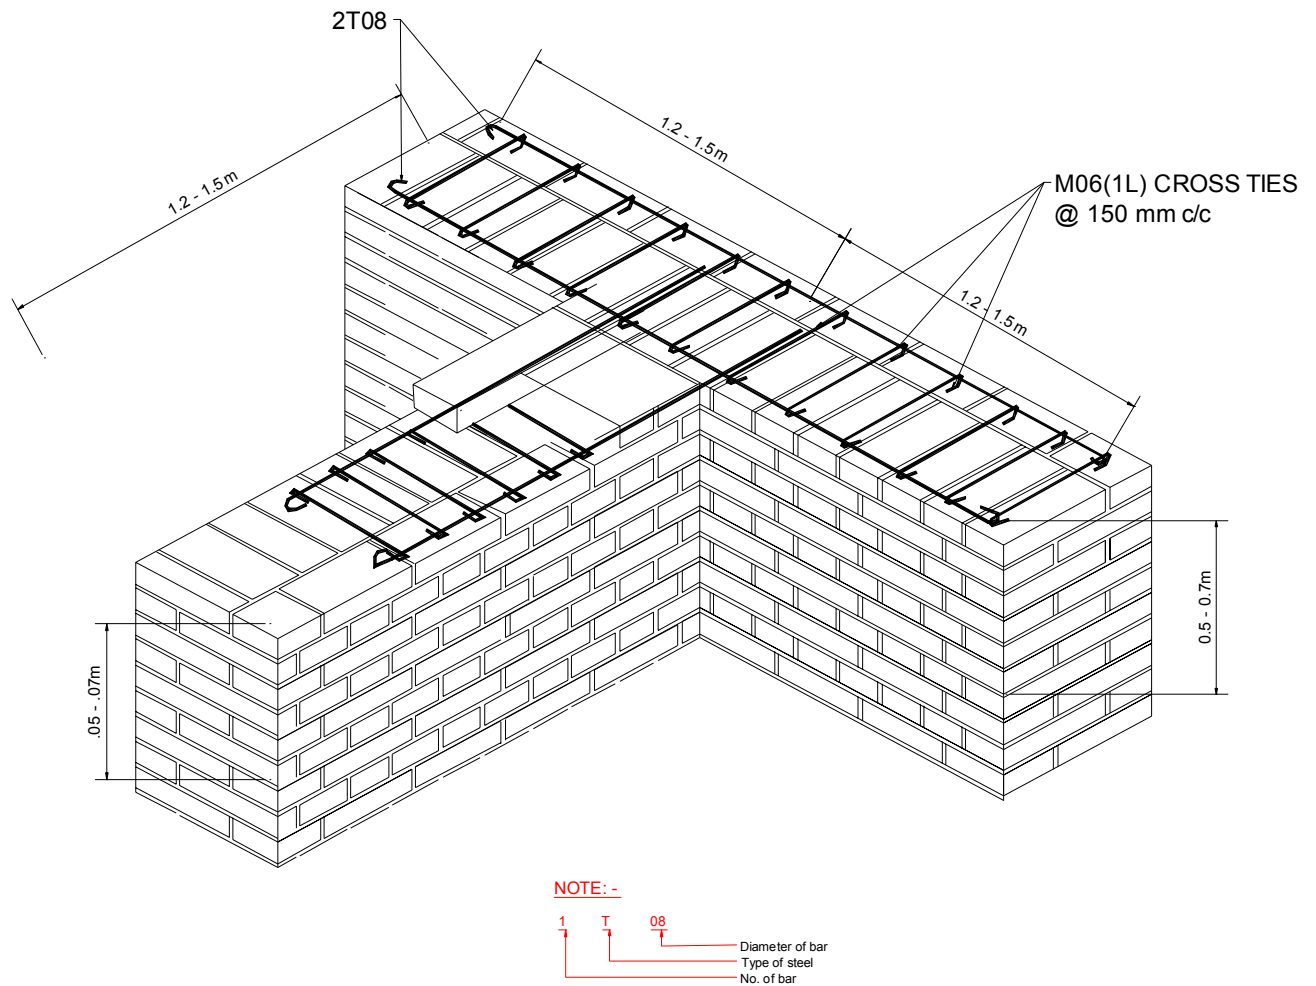 2T08
1.2 - 1.5m
1.2 - 1.5m
M06(1L) CROSS TIES
@ 150 mm c/c
1.2 - 1.5m
0.5 - 0.7m
.05 - .07m
NOTE: -
1 T 08
Diameter of bar
Type of steel
No. of bar